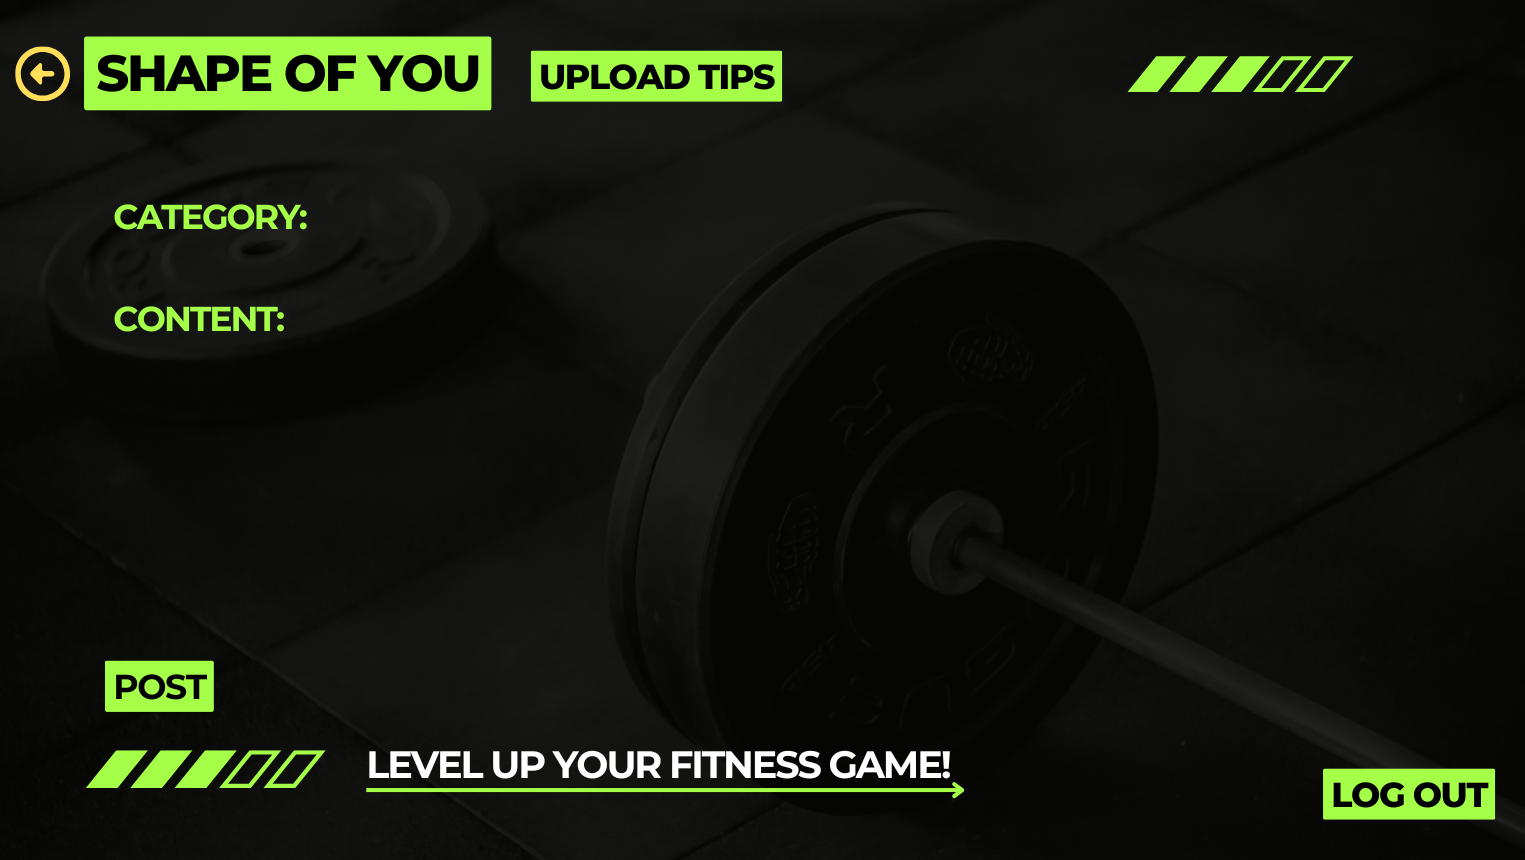 SHAPE OF YOU
UPLOAD TIPS
CATEGORY:
CONTENT:
POST
LEVEL UP YOUR FITNESS GAME!
LOG OUT